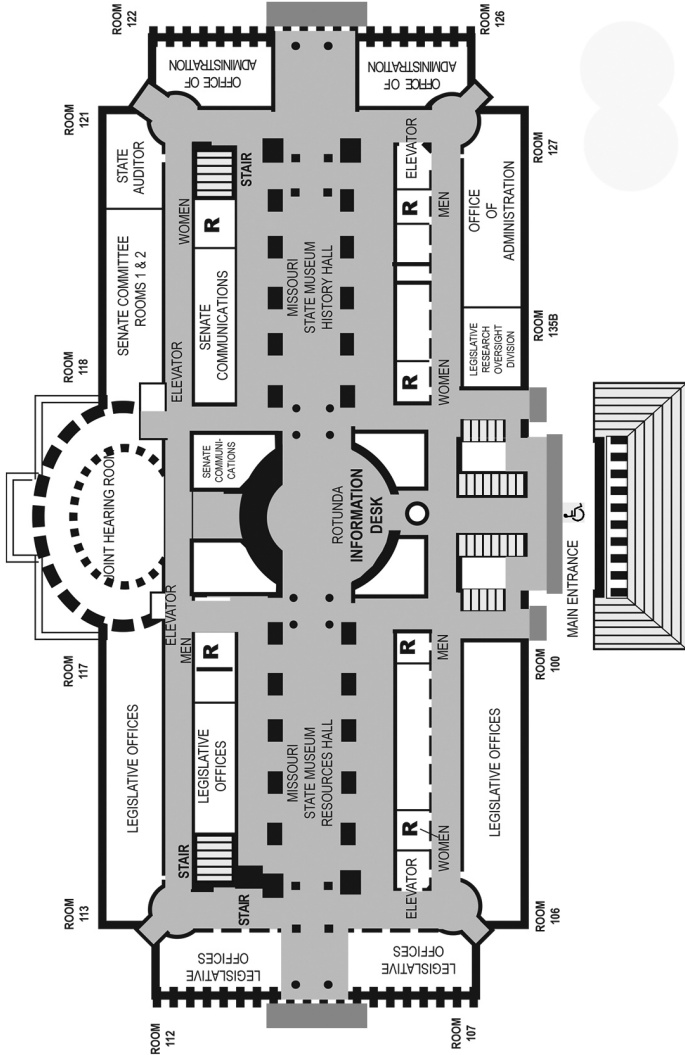 ROOM
122
ROOM
126
OFFICE OF
ADMINISTRATION
OFFICE OF
ADMINISTRATION
ROOM
121
ROOM
127
STATE
AUDITOR
STAIR
ELEVATOR
WOMEN
R
R
MEN
OFFICE
OF
ADMINISTRATION
SENATE COMMITTEE
ROOMS 1 & 2
SENATE
COMMUNICATIONS
MISSOURI
STATE MUSEUM
HISTORY HALL
ROOM
135B
LEGISLATIVE
RESEARCH
OVERSIGHT
DIVISION
ROOM
118
ELEVATOR
R
WOMEN
SENATE
COMMUNI-
CATIONS
JOINT HEARING ROOM
ROTUNDA
INFORMATION
DESK
MAIN ENTRANCE
ELEVATOR
MEN
R
R
MEN
ROOM
117
ROOM
100
LEGISLATIVE OFFICES
LEGISLATIVE
OFFICES
MISSOURI
STATE MUSEUM
RESOURCES HALL
LEGISLATIVE OFFICES
R
WOMEN
STAIR
STAIR
ELEVATOR
ROOM
113
ROOM
106
LEGISLATIVE
OFFICES
LEGISLATIVE
OFFICES
ROOM
112
ROOM
107